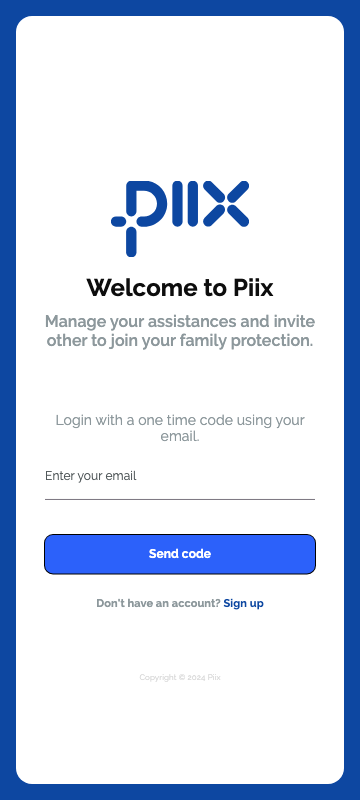 piix
Welcome to Piix
Manage your assistances and invite
other to join your family protection.
Login with a one time code using your
email.
Enter your email
Send code
Don't have an account? Sign up
Copyright © 2024 Piix